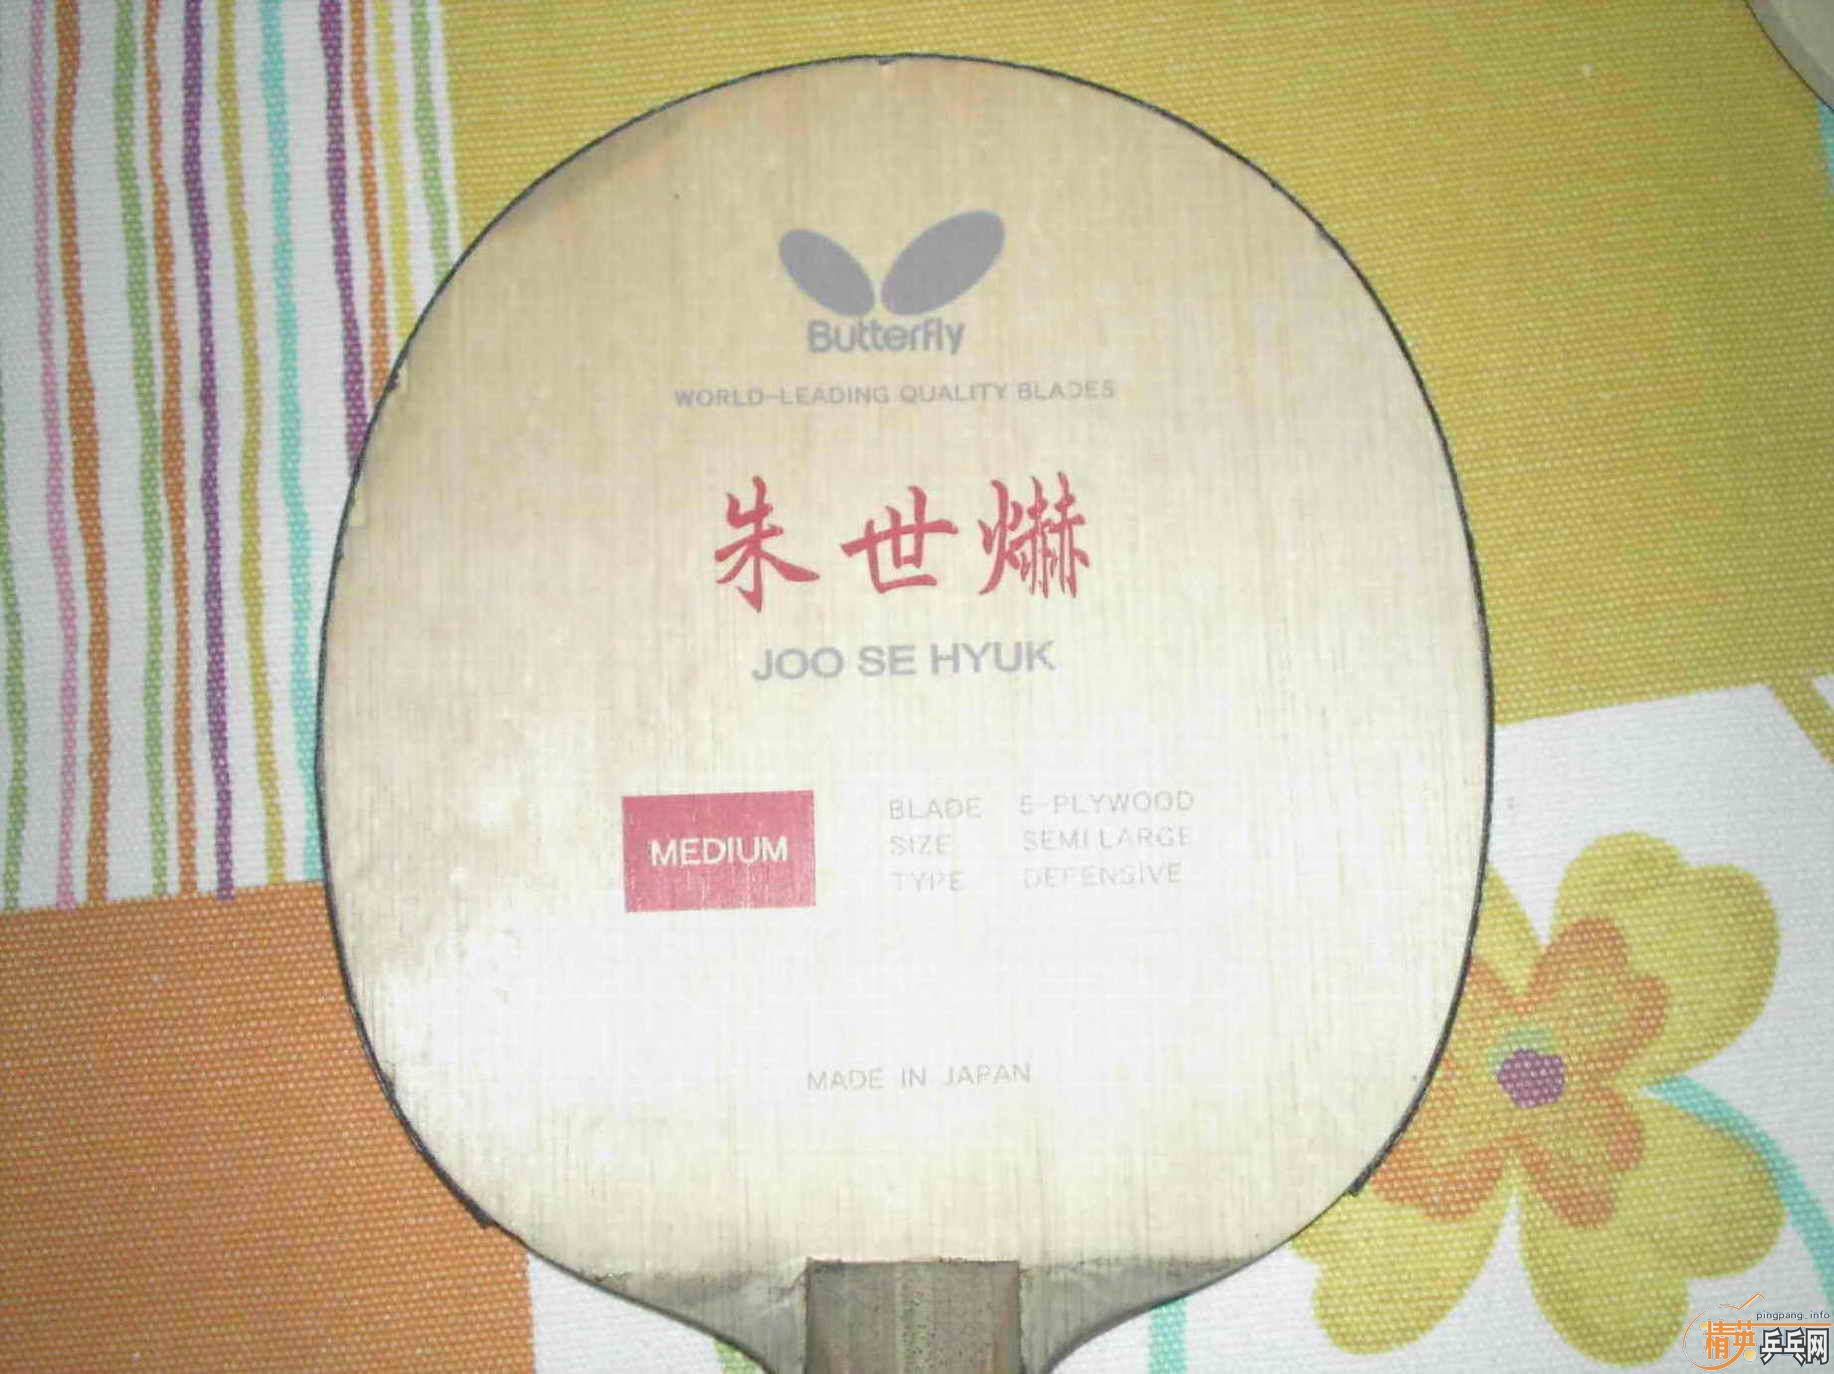 Butterfly
WORLD-LEADING QUALITY BLADES
朱世爀
JOO SE HYUK
MEDIUM
BLADE 5-PLYWOOD
SIZE SEMI LARGE
TYPE DEFENSIVE
MADE IN JAPAN
pingpang.info
精英乒乓网